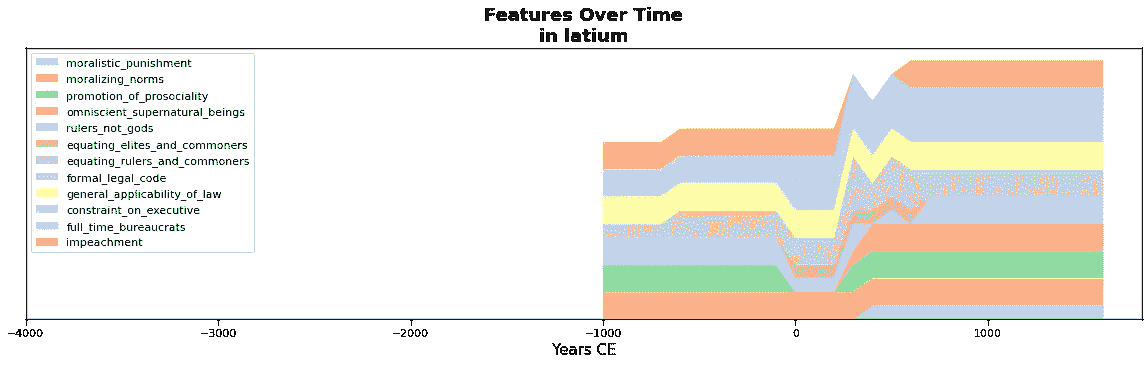 Features Over Time
in latium
moralistic_punishment
moralizing_norms
promotion_of_prosociality
omniscient_supernatural_beings
rulers_not_gods
equating_elites_and_commoners
equating_rulers_and_commoners
formal_legal_code
general_applicability_of_law
constraint_on_executive
full_time_bureaucrats
impeachment
−4000 −3000 −2000 −1000 0 1000
Years CE